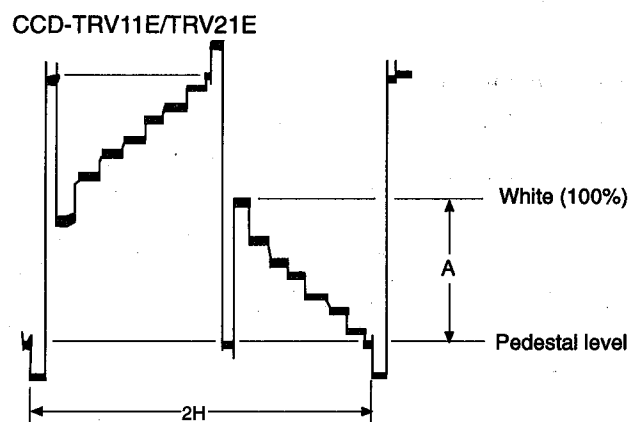 CCD-TRV11E/TRV21E
White (100%)
A
Pedestal level
2H